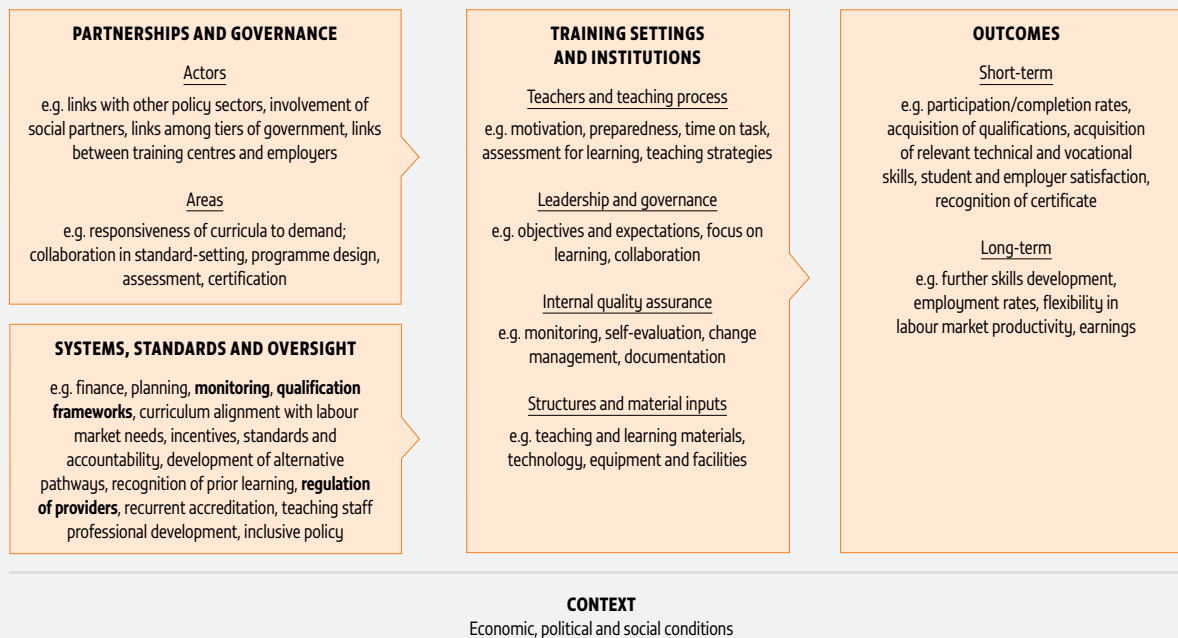 PARTNERSHIPS AND GOVERNANCE
Actors
e.g. links with other policy sectors, involvement of
social partners, links among tiers of government, links
between training centres and employers
Areas
e.g. responsiveness of curricula to demand;
collaboration in standard-setting, programme design,
assessment, certification
SYSTEMS, STANDARDS AND OVERSIGHT
e.g. finance, planning, monitoring, qualification
frameworks, curriculum alignment with labour
market needs, incentives, standards and
accountability, development of alternative
pathways, recognition of prior learning, regulation
of providers, recurrent accreditation, teaching staff
professional development, inclusive policy
TRAINING SETTINGS
AND INSTITUTIONS
Teachers and teaching process
e.g. motivation, preparedness, time on task,
assessment for learning, teaching strategies
Leadership and governance
e.g. objectives and expectations, focus on
learning, collaboration
Internal quality assurance
e.g. monitoring, self-evaluation, change
management, documentation
Structures and material inputs
e.g. teaching and learning materials,
technology, equipment and facilities
OUTCOMES
Short-term
e.g. participation/completion rates,
acquisition of qualifications, acquisition
of relevant technical and vocational
skills, student and employer satisfaction,
recognition of certificate
Long-term
e.g. further skills development,
employment rates, flexibility in
labour market productivity, earnings
CONTEXT
Economic, political and social conditions